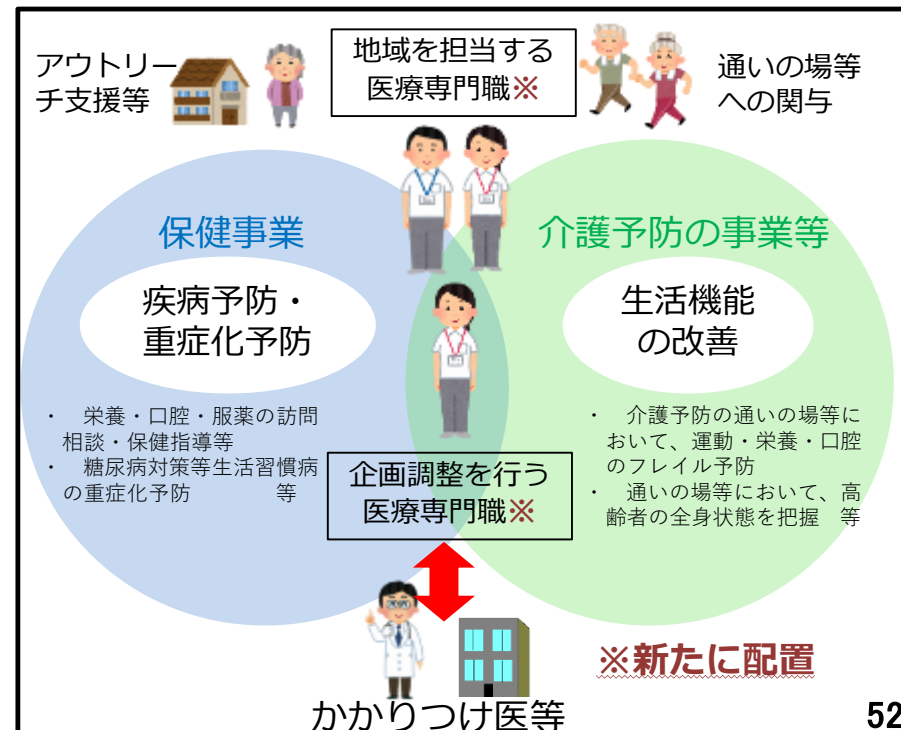 アウトリー
チ支援等
地域を担当する
医療専門職※
通いの場等
への関与
保健事業
疾病予防・
重症化予防
・　栄養・口腔・服薬の訪問
相談・保健指導等
・　糖尿病対策等生活習慣病
の重症化予防　　　　等
介護予防の事業等
生活機能
の改善
・　介護予防の通いの場等に
おいて、運動・栄養・口腔
のフレイル予防
・　通いの場等において、高
齢者の全身状態を把握　等
企画調整を行う
医療専門職※
※新たに配置
かかりつけ医等
52